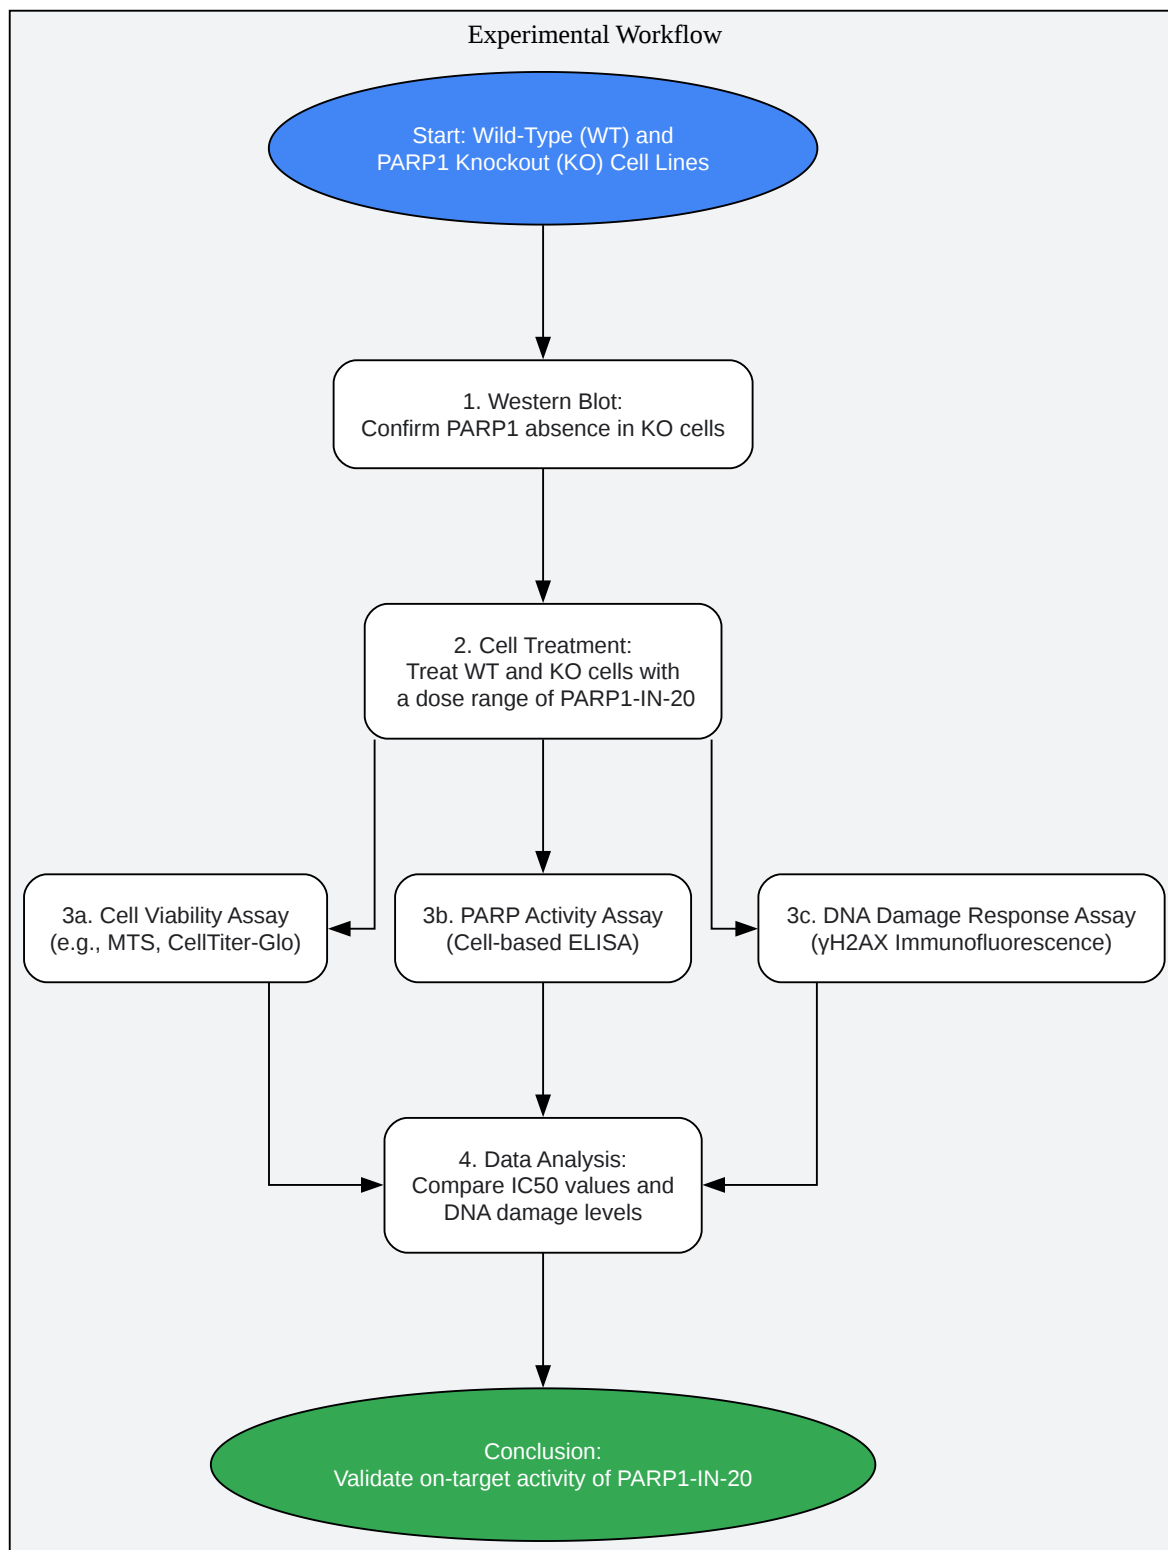 Experimental Workflow
Start: Wild-Type (WT) and
PARP1 Knockout (KO) Cell Lines
1. Western Blot:
Confirm PARP1 absence in KO cells
2. Cell Treatment:
Treat WT and KO cells with
a dose range of PARP1-IN-20
3a. Cell Viability Assay
(e.g., MTS, CellTiter-Glo)
3b. PARP Activity Assay
(Cell-based ELISA)
3c. DNA Damage Response Assay
(γH2AX Immunofluorescence)
4. Data Analysis:
Compare IC50 values and
DNA damage levels
Conclusion:
Validate on-target activity of PARP1-IN-20